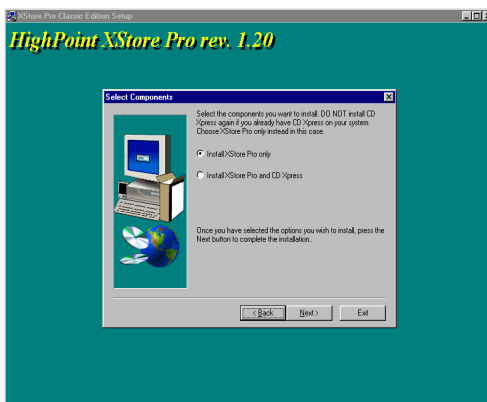 XStore Pro Classic Edition Setup
HighPoint XStore Pro rev. 1.20
Select Components
Select the components you want to install. DO NOT install CD
Xpress again if you already have CD Xpress on your system.
Choose XStore Pro only instead in this case.
Install XStore Pro only
Install XStore Pro and CD Xpress
Once you have selected the options you wish to install, press the
Next button to complete the installation..
< Back
Next >
Exit